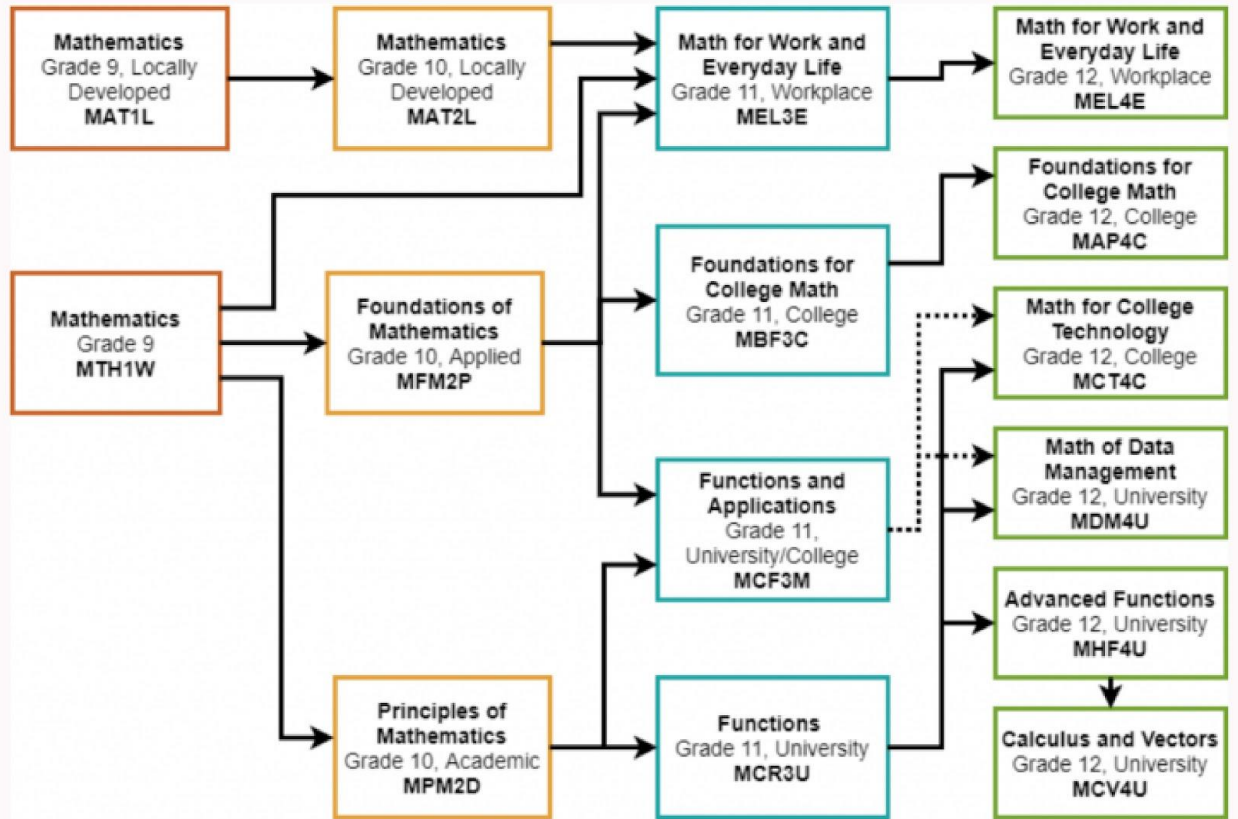 Mathematics
Grade 9, Locally
Developed
MAT1L
Mathematics
Grade 10, Locally
Developed
MAT2L
Math for Work and
Everyday Life
Grade 11, Workplace
MEL3E
Math for Work and
Everyday Life
Grade 12, Workplace
MEL4E
Foundations for
College Math
Grade 12, College
MAP4C
Mathematics
Grade 9
MTH1W
Foundations of
Mathematics
Grade 10, Applied
MFM2P
Foundations for
College Math
Grade 11, College
MBF3C
Math for College
Technology
Grade 12, College
MCT4C
Functions and
Applications
Grade 11,
University/College
MCF3M
Math of Data
Management
Grade 12, University
MDM4U
Advanced Functions
Grade 12, University
MHF4U
Principles of
Mathematics
Grade 10, Academic
MPM2D
Functions
Grade 11, University
MCR3U
Calculus and Vectors
Grade 12, University
MCV4U